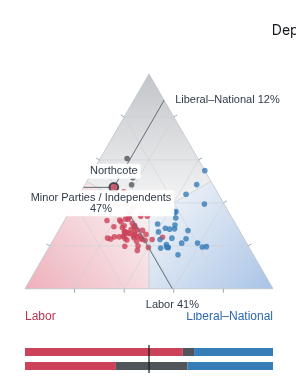 Dep
Liberal–National 12%
Northcote
Minor Parties / Independents
47%
Labor 41%
Labor
Liberal–National